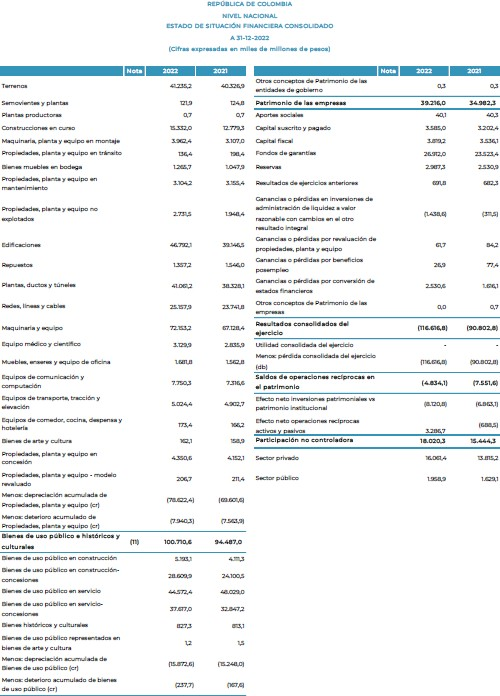 REPÚBLICA DE COLOMBIA
NIVEL NACIONAL
ESTADO DE SITUACIÓN FINANCIERA CONSOLIDADO
A 31-12-2022
(Cifras expresadas en miles de millones de pesos)
Nota 2022 2021
Terrenos 41.235,2 40.326,9
Semovientes y plantas 121,9 124,8
Plantas productoras 0,7 0,7
Construcciones en curso 15.332,0 12.779,3
Maquinaria, planta y equipo en montaje 3.962,4 3.107,0
Propiedades, planta y equipo en tránsito 136,4 198,4
Bienes muebles en bodega 1.265,7 1.047,9
Propiedades, planta y equipo en
mantenimiento 3.104,2 3.155,4
Propiedades, planta y equipo no
explotados 2.731,5 1.948,4
Edificaciones 46.792,1 39.146,5
Repuestos 1.357,2 1.546,0
Plantas, ductos y túneles 41.061,2 38.328,1
Redes, líneas y cables 25.157,9 23.741,8
Maquinaria y equipo 72.153,2 67.128,4
Equipo médico y científico 3.129,9 2.835,9
Muebles, enseres y equipo de oficina 1.681,8 1.562,8
Equipos de comunicación y
computación 7.750,3 7.316,6
Equipos de transporte, tracción y
elevación 5.024,4 4.902,7
Equipos de comedor, cocina, despensa y
hotelería 173,4 166,2
Bienes de arte y cultura 162,1 158,9
Propiedades, planta y equipo en
concesión 4.350,6 4.152,1
Propiedades, planta y equipo - modelo
revaluado 206,7 211,4
Menos: depreciación acumulada de
Propiedades, planta y equipo (cr) (78.622,4) (69.601,6)
Menos: deterioro acumulado de
Propiedades, planta y equipo (cr) (7.940,3) (7.563,9)
Bienes de uso público e históricos y
culturales (11) 100.710,6 94.487,0
Bienes de uso público en construcción 5.193,1 4.111,3
Bienes de uso público en construcción-
concesiones 28.609,9 24.100,5
Bienes de uso público en servicio 44.572,4 48.029,0
Bienes de uso público en servicio-
concesiones 37.617,0 32.847,2
Bienes históricos y culturales 827,3 813,1
Bienes de uso público representados en
bienes de arte y cultura 1,2 1,5
Menos: depreciación acumulada de
Bienes de uso público (cr) (15.872,6) (15.248,0)
Menos: deterioro acumulado de bienes
de uso público (cr) (237,7) (167,6)
Nota 2022 2021
Otros conceptos de Patrimonio de las
entidades de gobierno 0,3 0,3
Patrimonio de las empresas 39.216,0 34.982,3
Aportes sociales 40,1 40,3
Capital suscrito y pagado 3.585,0 3.202,4
Capital fiscal 3.819,2 3.536,1
Fondos de garantías 26.912,0 23.523,4
Reservas 2.987,3 2.530,9
Resultados de ejercicios anteriores 691,8 682,3
Ganancias o pérdidas en inversiones de
administración de liquidez a valor
razonable con cambios en el otro
resultado integral (1.438,6) (311,5)
Ganancias o pérdidas por revaluación de
propiedades, planta y equipo 61,7 84,2
Ganancias o pérdidas por beneficios
posempleo 26,9 77,4
Ganancias o pérdidas por conversión de
estados financieros 2.530,6 1.616,1
Otros conceptos de Patrimonio de las
empresas 0,0 0,7
Resultados consolidados del
ejercicio (116.616,8) (90.802,8)
Utilidad consolidada del ejercicio - -
Menos: pérdida consolidada del ejercicio
(db) (116.616,8) (90.802,8)
Saldos de operaciones recíprocas en
el patrimonio (4.834,1) (7.551,6)
Efecto neto inversiones patrimoniales vs
patrimonio institucional (8.120,8) (6.863,1)
Efecto neto operaciones recíprocas
activos y pasivos 3.286,7 (688,5)
Participación no controladora 18.020,3 15.444,3
Sector privado 16.061,4 13.815,2
Sector público 1.958,9 1.629,1